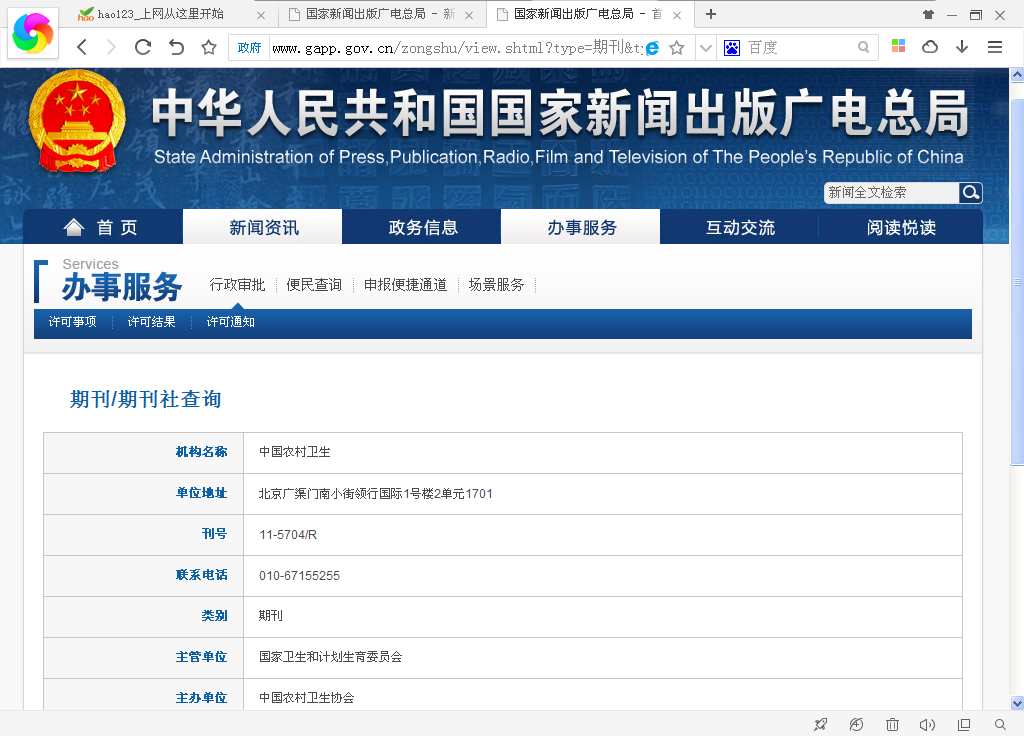 hao123_上网从这里开始
国家新闻出版广电总局 - 新
国家新闻出版广电总局 - 首
政府 www.gapp.gov.cn/zongshu/view.shtml?type=期刊&ty
百度
中华人民共和国国家新闻出版广电总局
State Administration of Press,Publication,Radio,Film and Television of The People's Republic of China
新闻全文检索
首 页 新闻资讯 政务信息 办事服务 互动交流 阅读悦读
Services
办事服务 行政审批 便民查询 申报便捷通道 场景服务
许可事项 许可结果 许可通知
期刊/期刊社查询
机构名称 中国农村卫生
单位地址 北京广渠门南小街领行国际1号楼2单元1701
刊号 11-5704/R
联系电话 010-67155255
类别 期刊
主管单位 国家卫生和计划生育委员会
主办单位 中国农村卫生协会